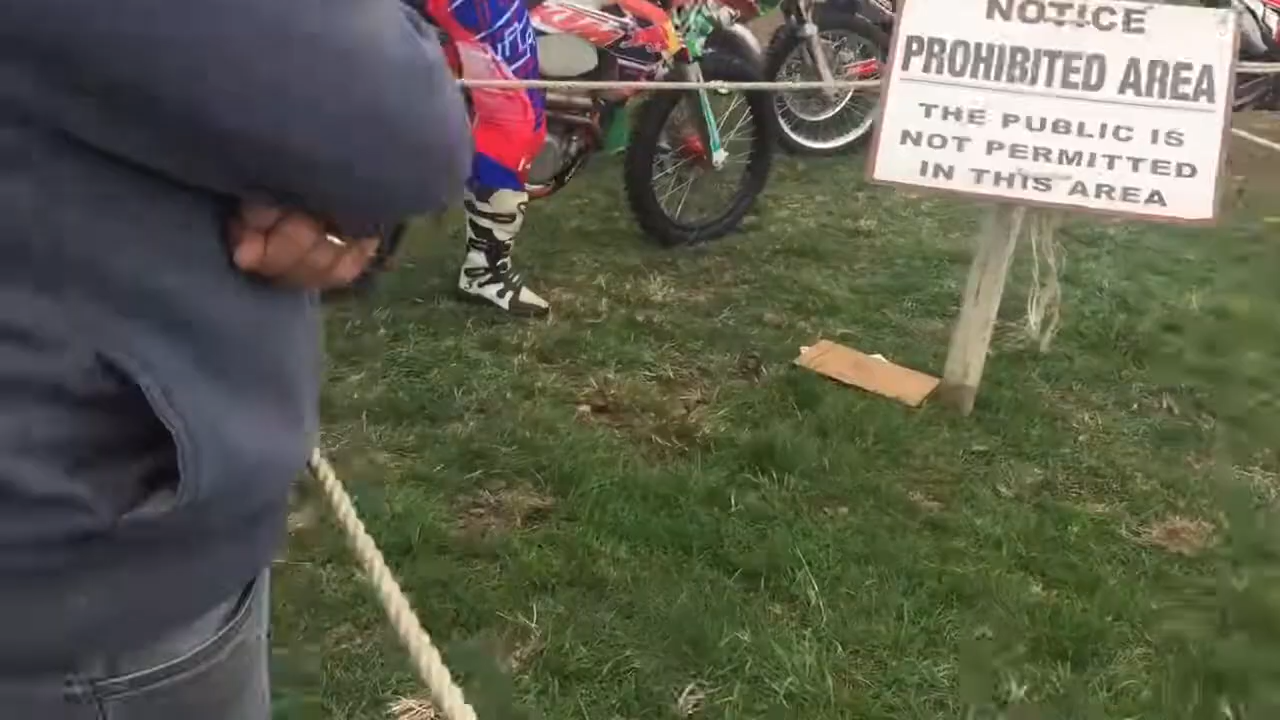 NOTICE
PROHIBITED AREA
THE PUBLIC IS
NOT PERMITTED
IN THIS AREA